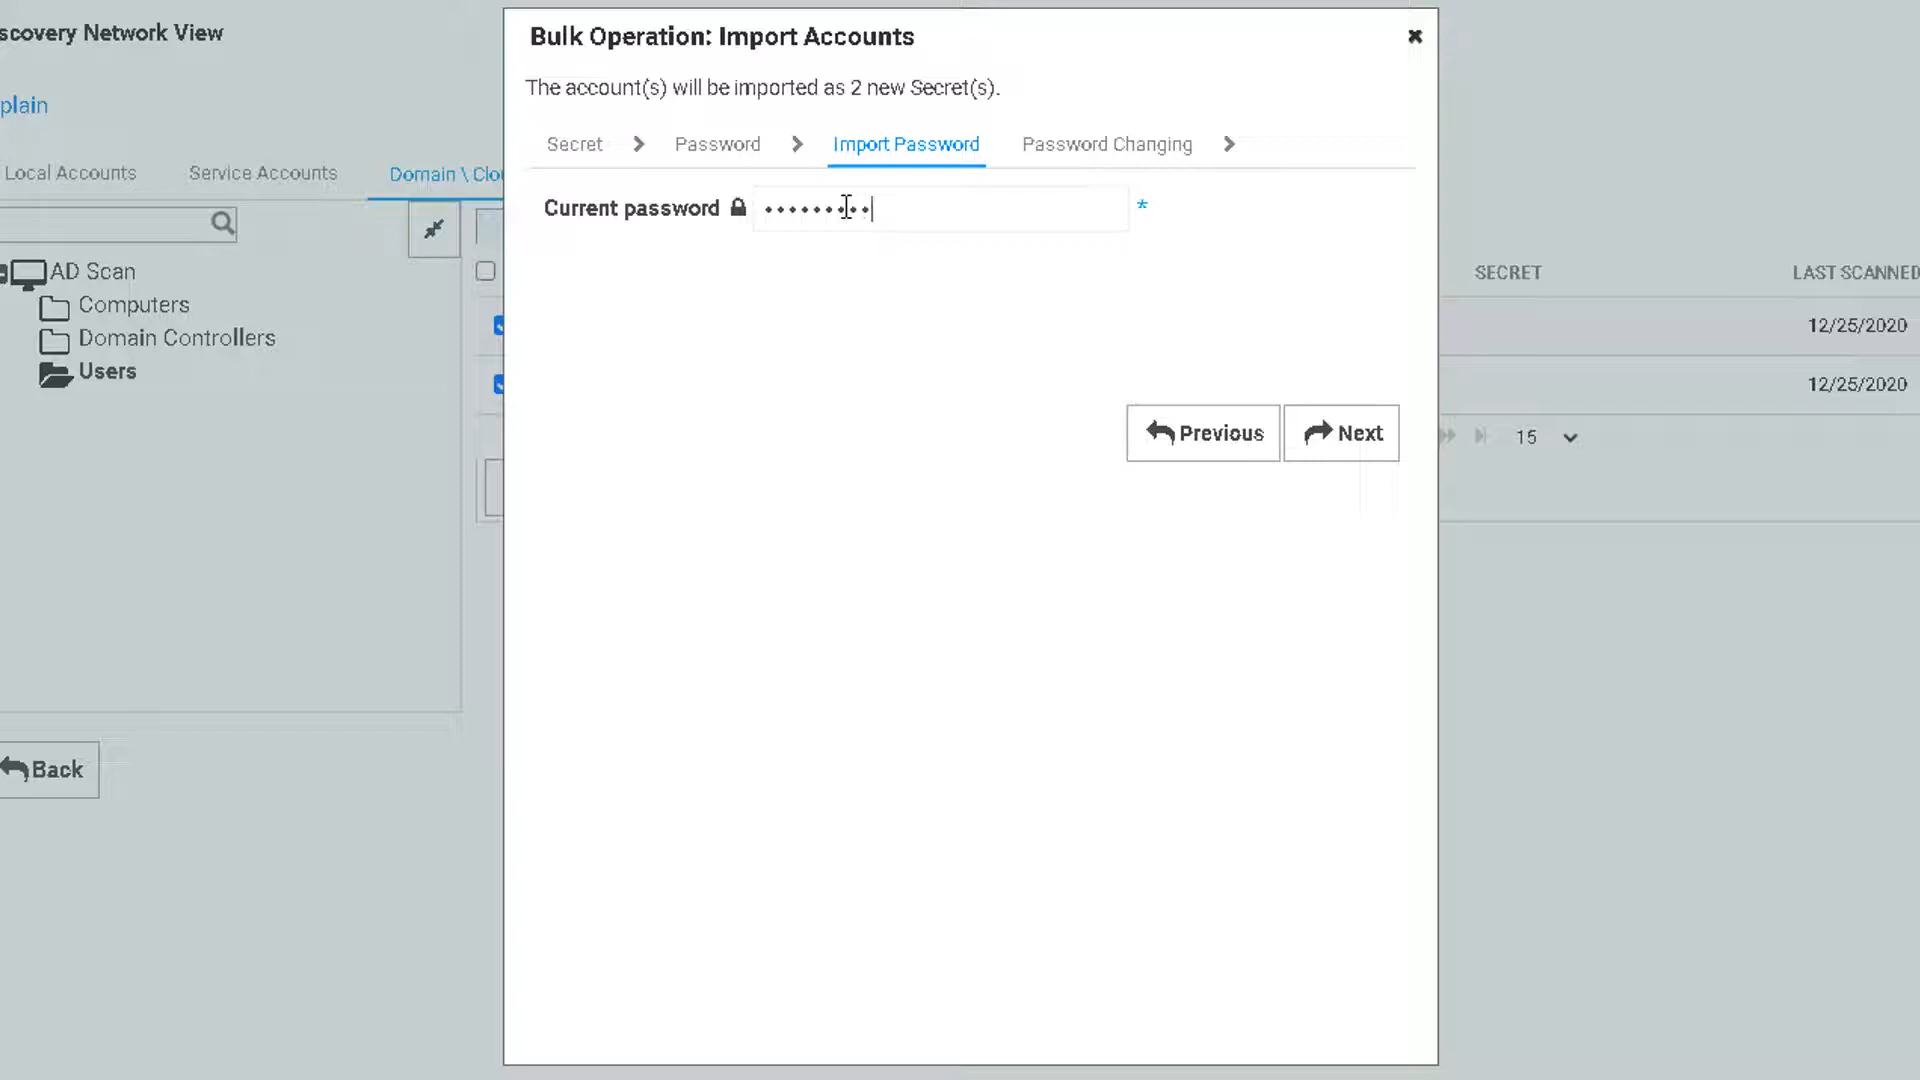 scovery Network View
plain
Local Accounts Service Accounts Domain \ Clou
AD Scan
Computers
Domain Controllers
Users
Back
Bulk Operation: Import Accounts
The account(s) will be imported as 2 new Secret(s).
Secret Password Import Password Password Changing
Current password ••••••••• *
Previous Next
SECRET LAST SCANNED
12/25/2020
12/25/2020
15